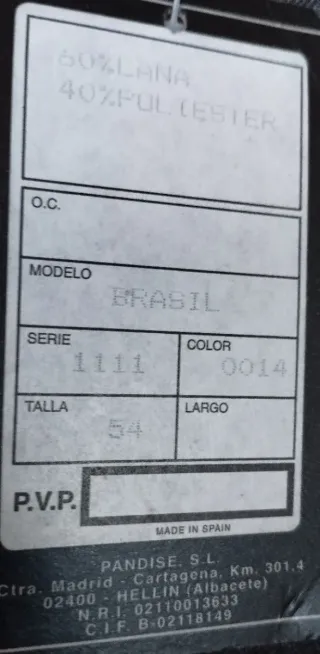 60%LANA
40%POLIESTER
O.C.
MODELO
BRASIL
SERIE
1111
COLOR
0014
TALLA
54
LARGO
P.V.P.
MADE IN SPAIN
PANDISE, S.L.
Ctra. Madrid - Cartagena, Km. 301,4
02400 - HELLIN (Albacete)
N.R.I. 02110013633
C.I.F. B-02118149